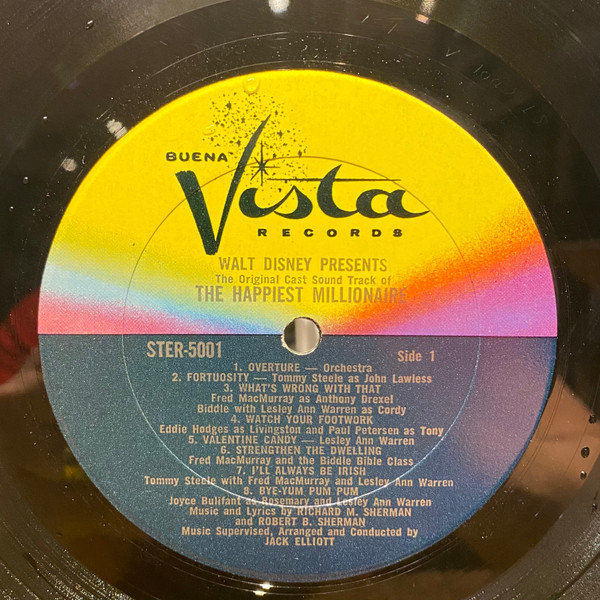 BUENA
Vista
RECORDS
WALT DISNEY PRESENTS
The Original Cast Sound Track of
THE HAPPIEST MILLIONAIRE
STER-5001 Side 1
1. OVERTURE — Orchestra
2. FORTUOSITY — Tommy Steele as John Lawless
3. WHAT'S WRONG WITH THAT
Fred MacMurray as Anthony Drexel
Biddle with Lesley Ann Warren as Cordy
4. WATCH YOUR FOOTWORK
Eddie Hodges as Livingston and Paul Petersen as Tony
5. VALENTINE CANDY — Lesley Ann Warren
6. STRENGTHEN THE DWELLING
Fred MacMurray and the Biddle Bible Class
7. I'LL ALWAYS BE IRISH
Tommy Steele with Fred MacMurray and Lesley Ann Warren
8. BYE-YUM PUM PUM
Joyce Bulifant as Rosemary and Lesley Ann Warren
Music and Lyrics by RICHARD M. SHERMAN
and ROBERT B. SHERMAN
Music Supervised, Arranged and Conducted by
JACK ELLIOTT